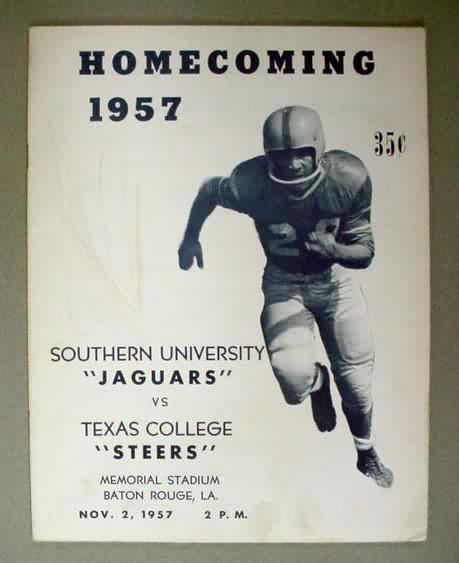 HOMECOMING
1957
35¢
28
SOUTHERN UNIVERSITY
"JAGUARS"
VS
TEXAS COLLEGE
"STEERS"
MEMORIAL STADIUM
BATON ROUGE, LA.
NOV. 2, 1957 2 P. M.